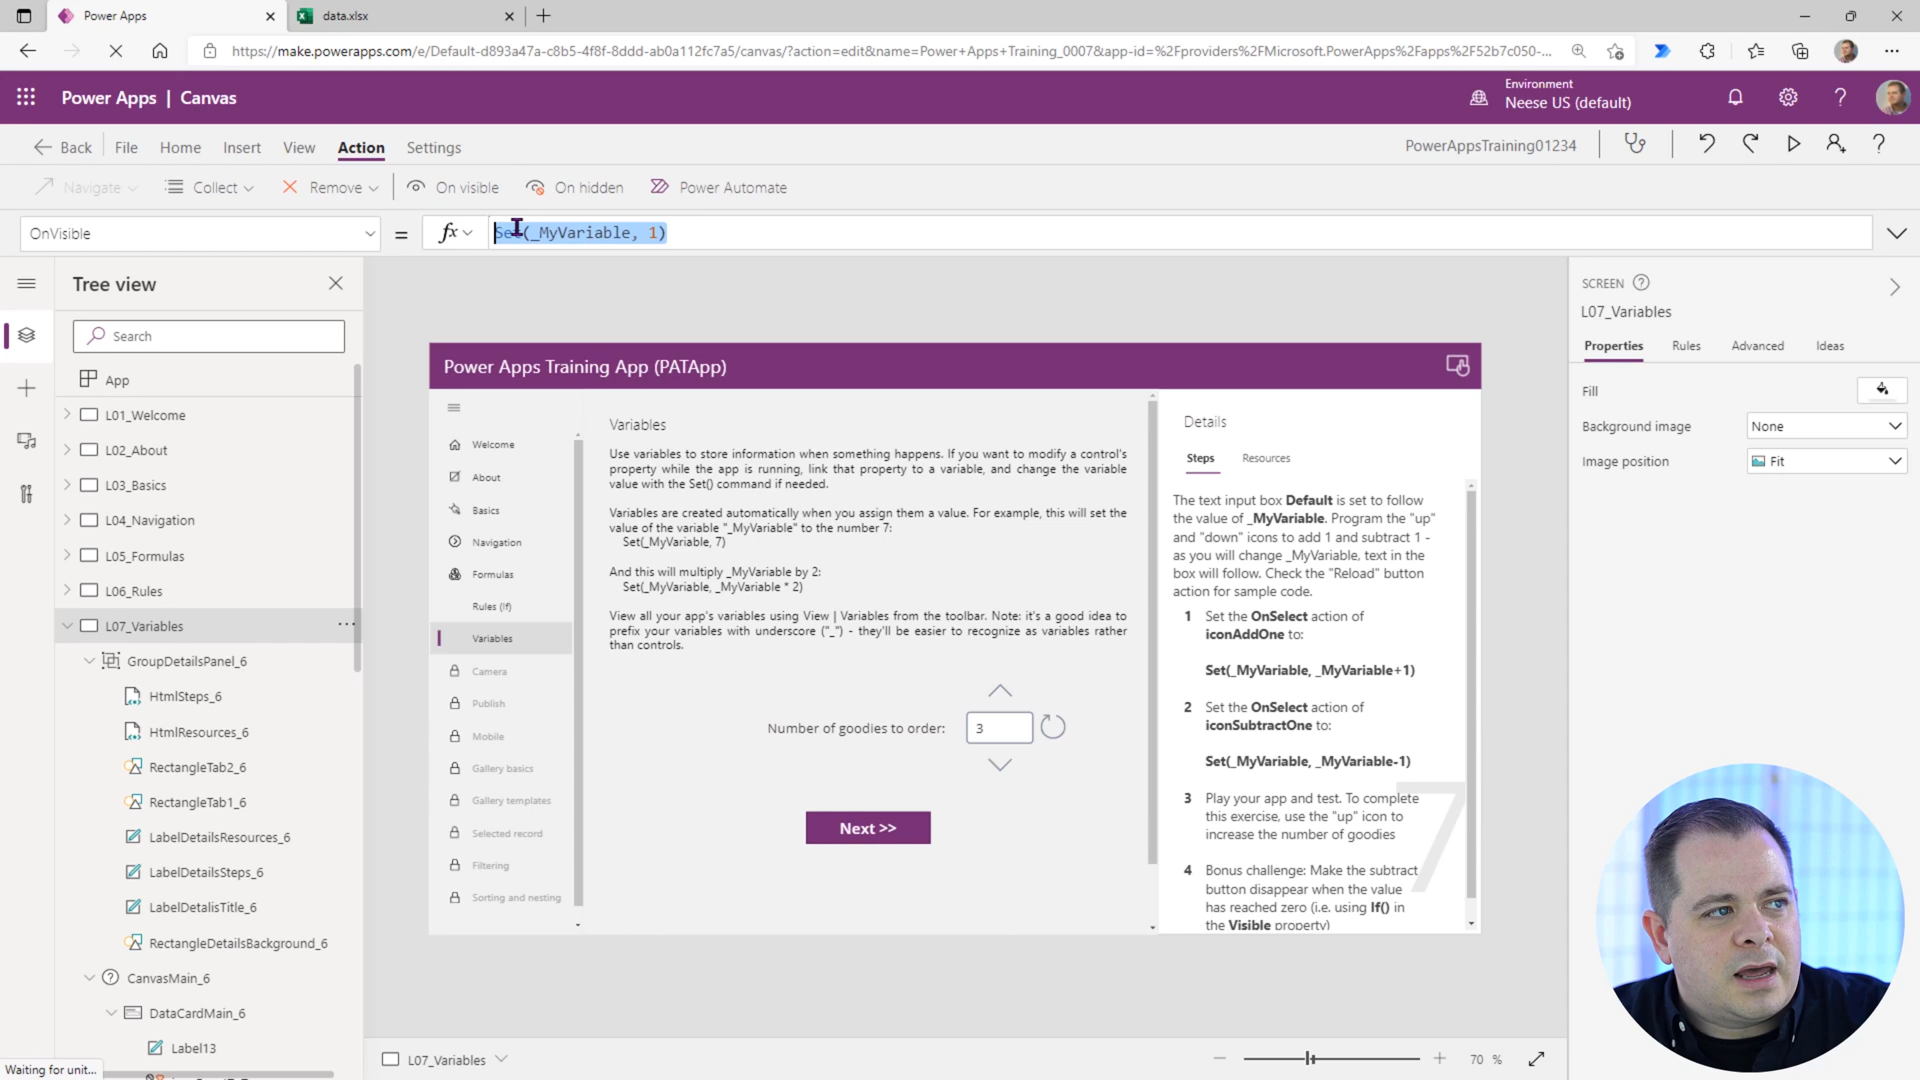 Power Apps
data.xlsx
https://make.powerapps.com/e/Default-d893a47a-c8b5-4f8f-8ddd-ab0a112fc7a5/canvas/?action=edit&name=Power+Apps+Training_0007&app-id=%2Fproviders%2FMicrosoft.PowerApps%2Fapps%2F52b7c050-...
Power Apps | Canvas
Environment
Neese US (default)
Back
File
Home
Insert
View
Action
Settings
PowerAppsTraining01234
Navigate
Collect
Remove
On visible
On hidden
Power Automate
OnVisible
=
fx
Set(_MyVariable, 1)
Tree view
Search
App
L01_Welcome
L02_About
L03_Basics
L04_Navigation
L05_Formulas
L06_Rules
L07_Variables
GroupDetailsPanel_6
HtmlSteps_6
HtmlResources_6
RectangleTab2_6
RectangleTab1_6
LabelDetailsResources_6
LabelDetailsSteps_6
LabelDetalisTitle_6
RectangleDetailsBackground_6
CanvasMain_6
DataCardMain_6
Label13
Waiting for unit...
Power Apps Training App (PATApp)
Welcome
About
Basics
Navigation
Formulas
Rules (If)
Variables
Camera
Publish
Mobile
Gallery basics
Gallery templates
Selected record
Filtering
Sorting and nesting
Variables
Use variables to store information when something happens. If you want to modify a control's
property while the app is running, link that property to a variable, and change the variable
value with the Set() command if needed.
Variables are created automatically when you assign them a value. For example, this will set the
value of the variable "_MyVariable" to the number 7:
Set(_MyVariable, 7)
And this will multiply _MyVariable by 2:
Set(_MyVariable, _MyVariable * 2)
View all your app's variables using View | Variables from the toolbar. Note: it's a good idea to
prefix your variables with underscore ("_") - they'll be easier to recognize as variables rather
than controls.
Number of goodies to order:
3
Next >>
Details
Steps
Resources
The text input box Default is set to follow
the value of _MyVariable. Program the "up"
and "down" icons to add 1 and subtract 1 -
as you will change _MyVariable, text in the
box will follow. Check the "Reload" button
action for sample code.
1 Set the OnSelect action of
iconAddOne to:
Set(_MyVariable, _MyVariable+1)
2 Set the OnSelect action of
iconSubtractOne to:
Set(_MyVariable, _MyVariable-1)
3 Play your app and test. To complete
this exercise, use the "up" icon to
increase the number of goodies
4 Bonus challenge: Make the subtract
button disappear when the value
has reached zero (i.e. using If() in
the Visible property)
7
L07_Variables
70 %
SCREEN
L07_Variables
Properties
Rules
Advanced
Ideas
Fill
Background image
None
Image position
Fit